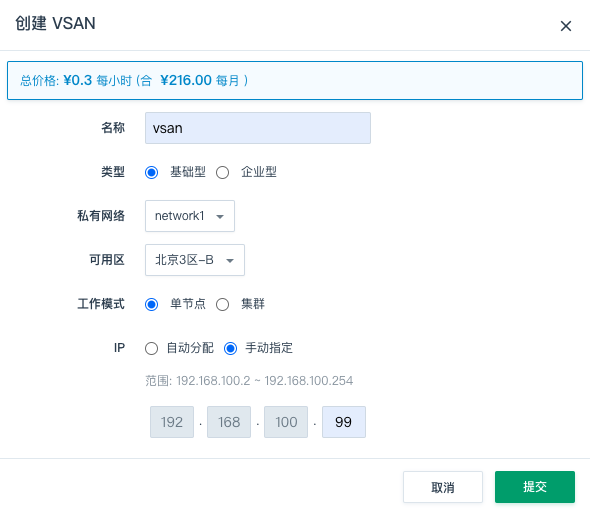 创建 VSAN
总价格: ¥0.3 每小时 (合 ¥216.00 每月 )
名称 vsan
类型 基础型 企业型
私有网络 network1
可用区 北京3区-B
工作模式 单节点 集群
IP 自动分配 手动指定
范围: 192.168.100.2 ~ 192.168.100.254
192 . 168 . 100 . 99
取消 提交